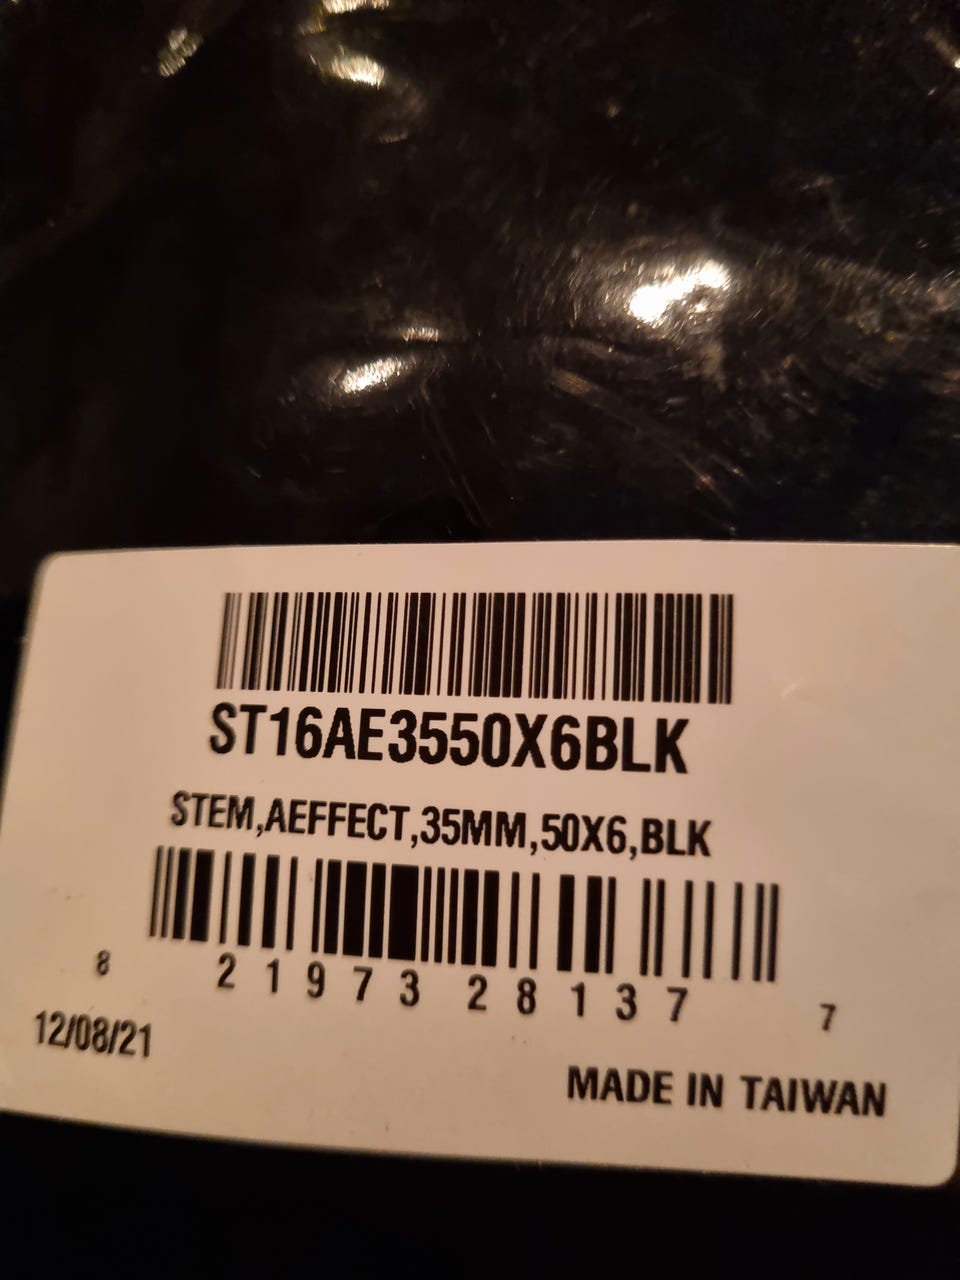 ST16AE3550X6BLK
STEM,AEFFECT,35MM,50X6,BLK
8 21973 28137 7
12/08/21
MADE IN TAIWAN